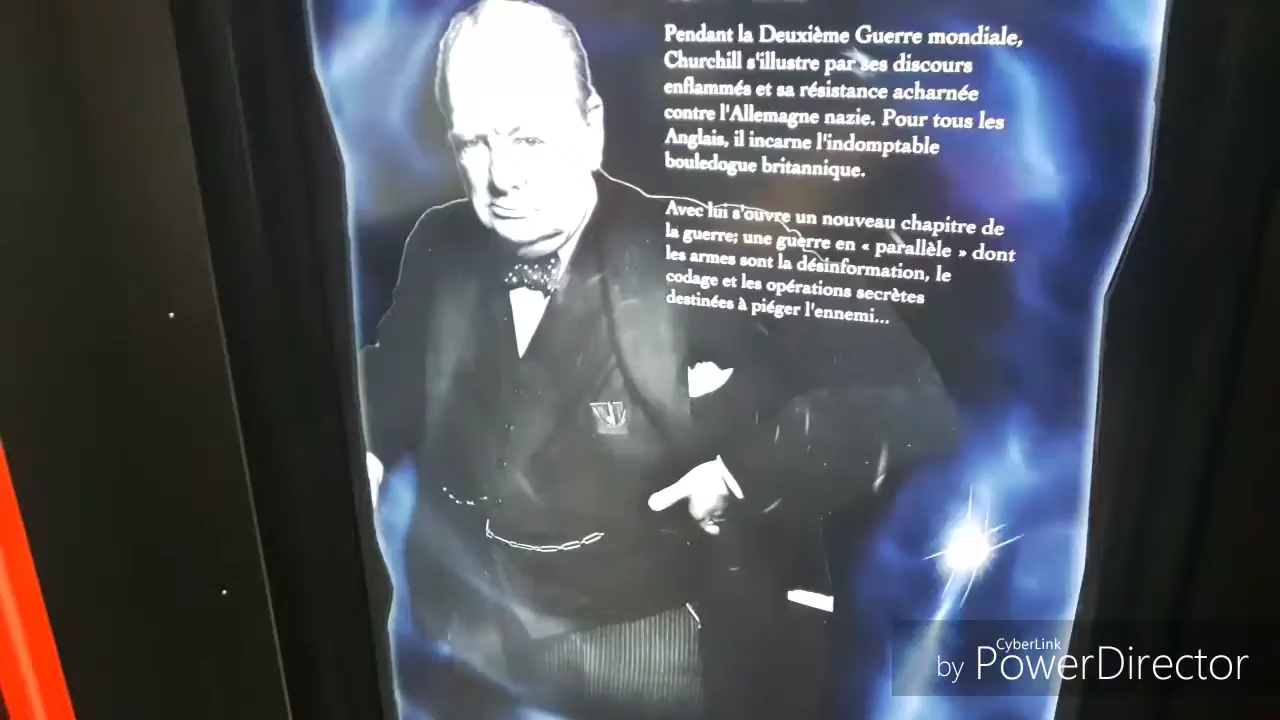 Pendant la Deuxième Guerre mondiale,
Churchill s'illustre par ses discours
enflammés et sa résistance acharnée
contre l'Allemagne nazie. Pour tous les
Anglais, il incarne l'indomptable
bouledogue britannique.
Avec lui s'ouvre un nouveau chapitre de
la guerre; une guerre en « parallèle » dont
les armes sont la désinformation, le
codage et les opérations secrètes
destinées à piéger l'ennemi...
CyberLink
by PowerDirector